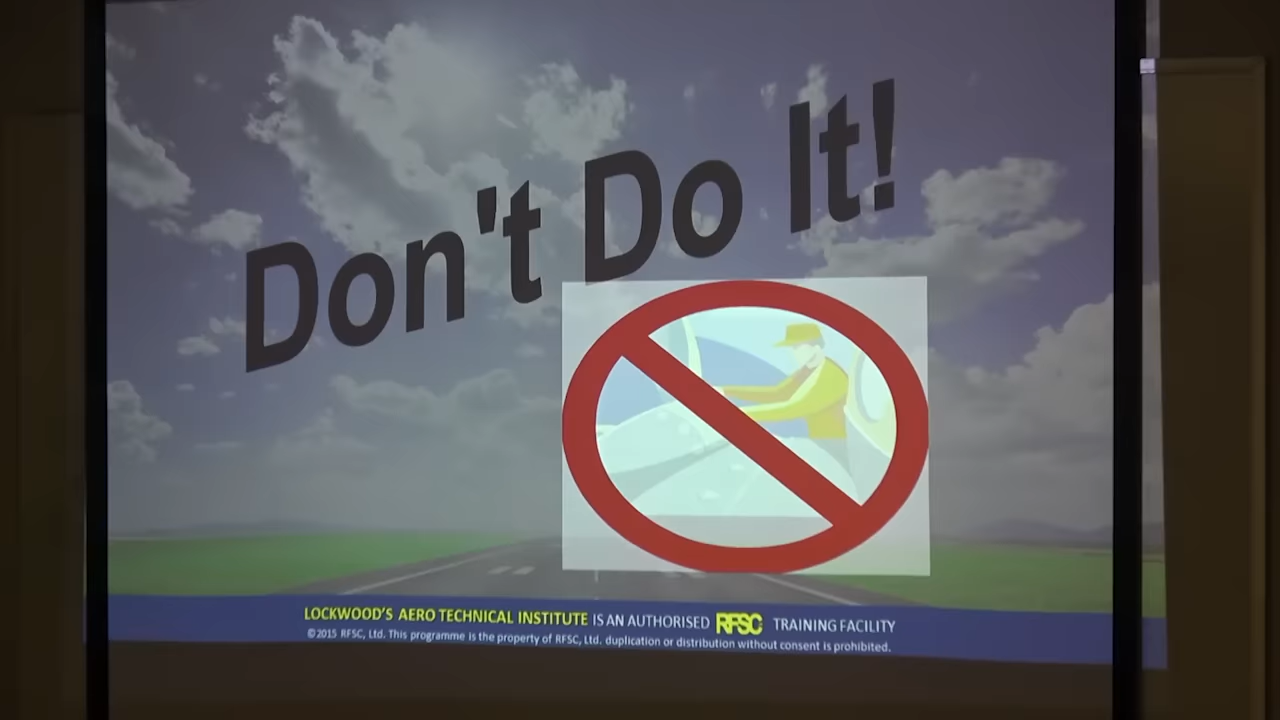 Don't Do It!
LOCKWOOD'S AERO TECHNICAL INSTITUTE IS AN AUTHORISED RFSC TRAINING FACILITY
©2015 RFSC, Ltd. This programme is the property of RFSC, Ltd. duplication or distribution without consent is prohibited.